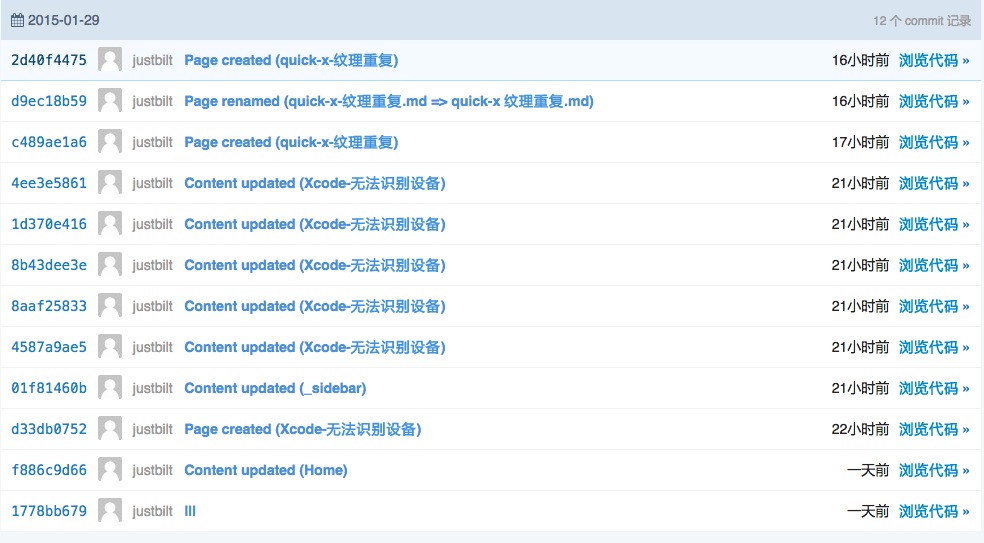 2015-01-29 12 个 commit 记录
2d40f4475 justbilt Page created (quick-x-纹理重复) 16小时前 浏览代码 »
d9ec18b59 justbilt Page renamed (quick-x-纹理重复.md => quick-x 纹理重复.md) 16小时前 浏览代码 »
c489ae1a6 justbilt Page created (quick-x-纹理重复) 17小时前 浏览代码 »
4ee3e5861 justbilt Content updated (Xcode-无法识别设备) 21小时前 浏览代码 »
1d370e416 justbilt Content updated (Xcode-无法识别设备) 21小时前 浏览代码 »
8b43dee3e justbilt Content updated (Xcode-无法识别设备) 21小时前 浏览代码 »
8aaf25833 justbilt Content updated (Xcode-无法识别设备) 21小时前 浏览代码 »
4587a9ae5 justbilt Content updated (Xcode-无法识别设备) 21小时前 浏览代码 »
01f81460b justbilt Content updated (_sidebar) 21小时前 浏览代码 »
d33db0752 justbilt Page created (Xcode-无法识别设备) 22小时前 浏览代码 »
f886c9d66 justbilt Content updated (Home) 一天前 浏览代码 »
1778bb679 justbilt lll 一天前 浏览代码 »